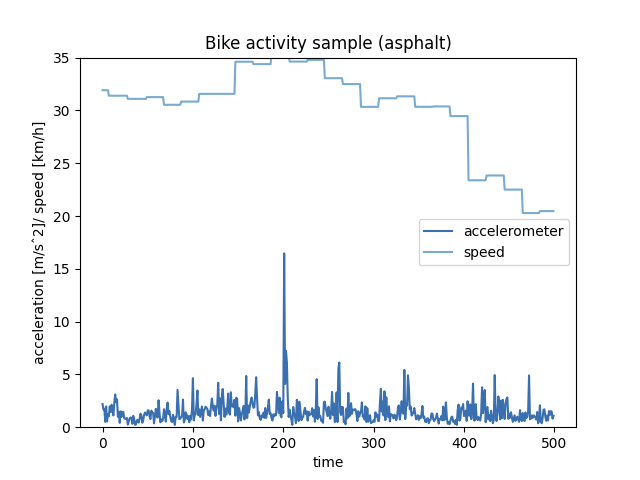 Bike activity sample (asphalt)
35
30
25
20
15
10
5
0
acceleration [m/s^2]/ speed [km/h]
accelerometer
speed
0 100 200 300 400 500
time